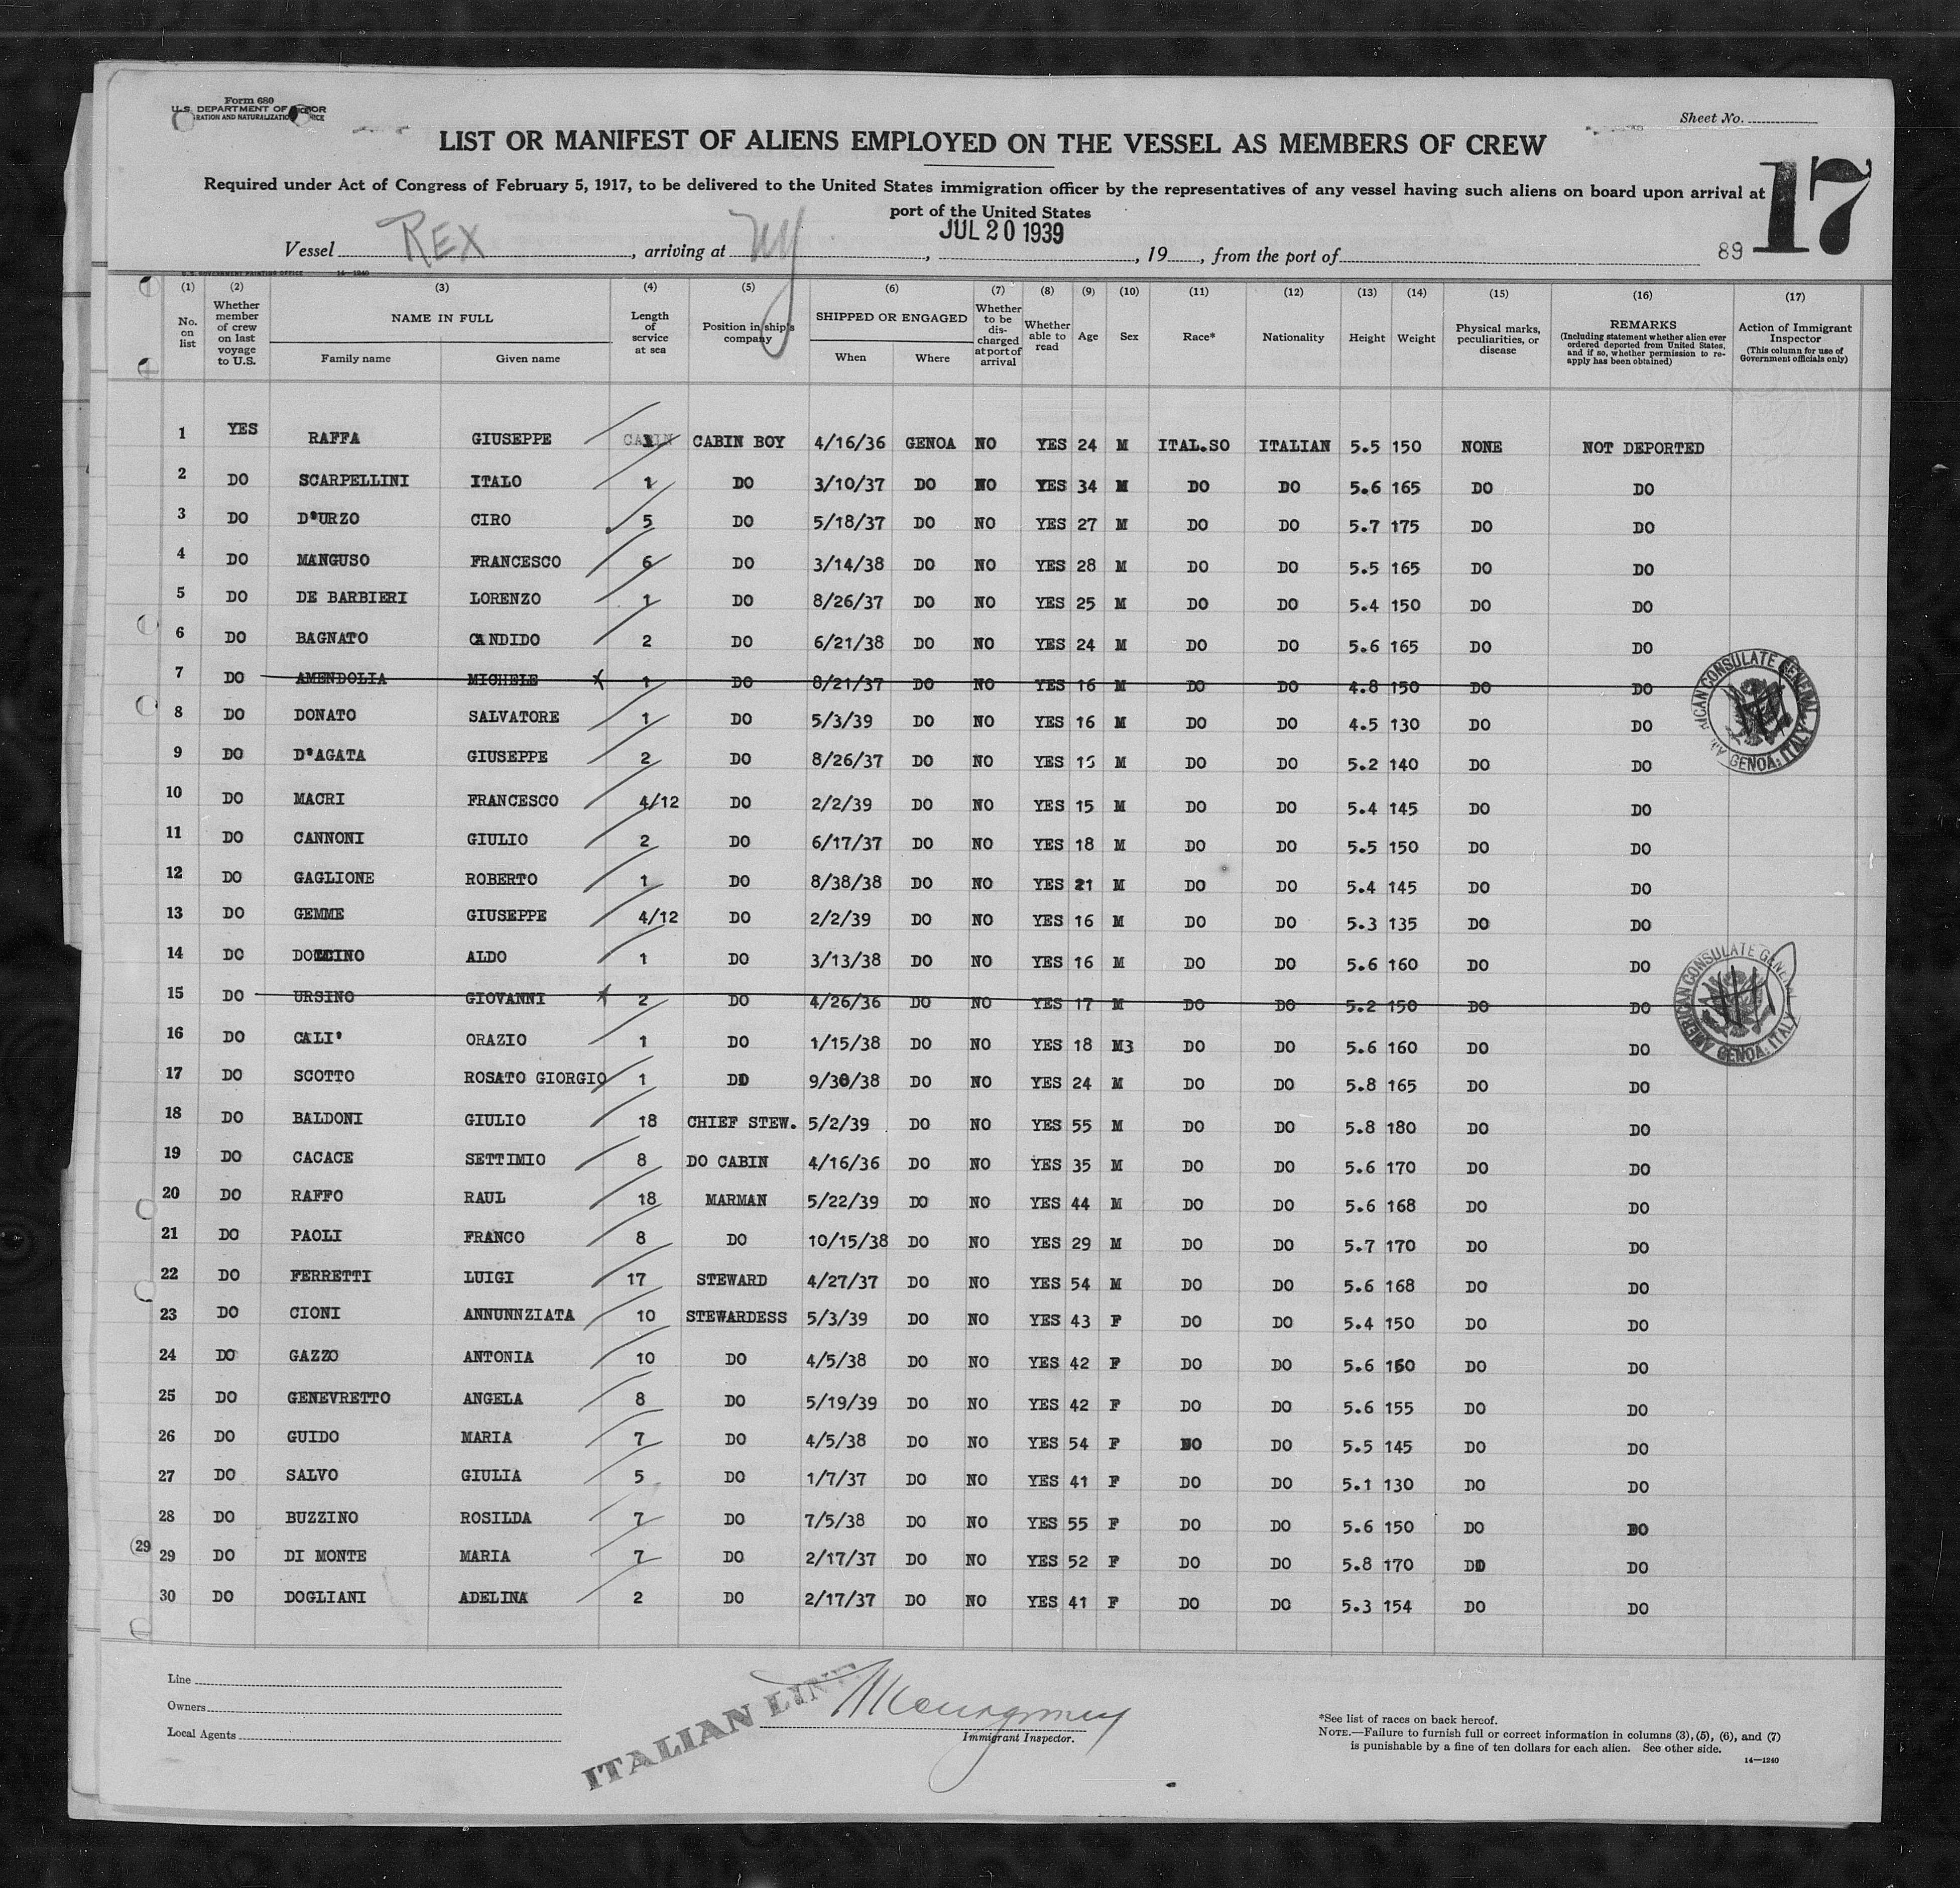 Form 680
U.S. DEPARTMENT OF LABOR
RATION AND NATURALIZATION
Sheet No.
LIST OR MANIFEST OF ALIENS EMPLOYED ON THE VESSEL AS MEMBERS OF CREW
Required under Act of Congress of February 5, 1917, to be delivered to the United States immigration officer by the representatives of any vessel having such aliens on board upon arrival at
port of the United States
17
Vessel REX, arriving at NY, JUL 20 1939, 19, from the port of 89
U.S. GOVERNMENT PRINTING OFFICE 14—1240
(1) (2) (3) (4) (5) (6) (7) (8) (9) (10) (11) (12) (13) (14) (15) (16) (17)
No. on list
Whether member of crew on last voyage to U.S.
NAME IN FULL
Family name Given name
Length of service at sea
Position in ship's company
SHIPPED OR ENGAGED
When Where
Whether to be discharged at port of arrival
Whether able to read
Age
Sex
Race*
Nationality
Height
Weight
Physical marks, peculiarities, or disease
REMARKS
(Including statement whether alien ever ordered deported from United States, and if so, whether permission to re-apply has been obtained)
Action of Immigrant Inspector
(This column for use of Government officials only)
1 YES RAFFA GIUSEPPE CABIN BOY 4/16/36 GENOA NO YES 24 M ITAL.SO ITALIAN 5.5 150 NONE NOT DEPORTED
2 DO SCARPELLINI ITALO 1 DO 3/10/37 DO NO YES 34 M DO DO 5.6 165 DO DO
3 DO D'URZO CIRO 5 DO 5/18/37 DO NO YES 27 M DO DO 5.7 175 DO DO
4 DO MANGUSO FRANCESCO 6 DO 3/14/38 DO NO YES 28 M DO DO 5.5 165 DO DO
5 DO DE BARBIERI LORENZO 1 DO 8/26/37 DO NO YES 25 M DO DO 5.4 150 DO DO
6 DO BAGNATO CANDIDO 2 DO 6/21/38 DO NO YES 24 M DO DO 5.6 165 DO DO
7 DO AMENDOLIA MICHELE 1 DO 8/21/37 DO NO YES 16 M DO DO 4.8 150 DO DO
8 DO DONATO SALVATORE 1 DO 5/3/39 DO NO YES 16 M DO DO 4.5 130 DO DO
9 DO D'AGATA GIUSEPPE 2 DO 8/26/37 DO NO YES 15 M DO DO 5.2 140 DO DO
10 DO MACRI FRANCESCO 4/12 DO 2/2/39 DO NO YES 15 M DO DO 5.4 145 DO DO
11 DO CANNONI GIULIO 2 DO 6/17/37 DO NO YES 18 M DO DO 5.5 150 DO DO
12 DO GAGLIONE ROBERTO 1 DO 8/38/38 DO NO YES 21 M DO DO 5.4 145 DO DO
13 DO GEMME GIUSEPPE 4/12 DO 2/2/39 DO NO YES 16 M DO DO 5.3 135 DO DO
14 DO ALDO 1 DO 3/13/38 DO NO YES 16 M DO DO 5.6 160 DO DO
15 DO URSINO GIOVANNI 2 DO 4/26/36 DO NO YES 17 M DO DO 5.2 150 DO DO
16 DO CALI' ORAZIO 1 DO 1/15/38 DO NO YES 18 M3 DO DO 5.6 160 DO DO
17 DO SCOTTO ROSATO GIORGIO 1 DO 9/30/38 DO NO YES 24 M DO DO 5.8 165 DO DO
18 DO BALDONI GIULIO 18 CHIEF STEW. 5/2/39 DO NO YES 55 M DO DO 5.8 180 DO DO
19 DO CACACE SETTIMIO 8 DO CABIN 4/16/36 DO NO YES 35 M DO DO 5.6 170 DO DO
20 DO RAFFO RAUL 18 MARMAN 5/22/39 DO NO YES 44 M DO DO 5.6 168 DO DO
21 DO PAOLI FRANCO 8 DO 10/15/38 DO NO YES 29 M DO DO 5.7 170 DO DO
22 DO FERRETTI LUIGI 17 STEWARD 4/27/37 DO NO YES 54 M DO DO 5.6 168 DO DO
23 DO CIONI ANNUNNZIATA 10 STEWARDESS 5/3/39 DO NO YES 43 F DO DO 5.4 150 DO DO
24 DO GAZZO ANTONIA 10 DO 4/5/38 DO NO YES 42 F DO DO 5.6 160 DO DO
25 DO GENEVRETTO ANGELA 8 DO 5/19/39 DO NO YES 42 F DO DO 5.6 155 DO DO
26 DO GUIDO MARIA 7 DO 4/5/38 DO NO YES 54 F DO DO 5.5 145 DO DO
27 DO SALVO GIULIA 5 DO 1/7/37 DO NO YES 41 F DO DO 5.1 130 DO DO
28 DO BUZZINO ROSILDA 7 DO 7/5/38 DO NO YES 55 F DO DO 5.6 150 DO DO
(29
29 DO DI MONTE MARIA 7 DO 2/17/37 DO NO YES 52 F DO DO 5.8 170 DO DO
30 DO DOGLIANI ADELINA 2 DO 2/17/37 DO NO YES 41 F DO DO 5.3 154 DO DO
AMERICAN CONSULATE GENERAL GENOA, ITALY
AMERICAN CONSULATE GENERAL GENOA, ITALY
Line
Owners
Local Agents
ITALIAN LINE
Immigrant Inspector.
*See list of races on back hereof.
NOTE.—Failure to furnish full or correct information in columns (3), (5), (6), and (7)
is punishable by a fine of ten dollars for each alien. See other side.
14—1240